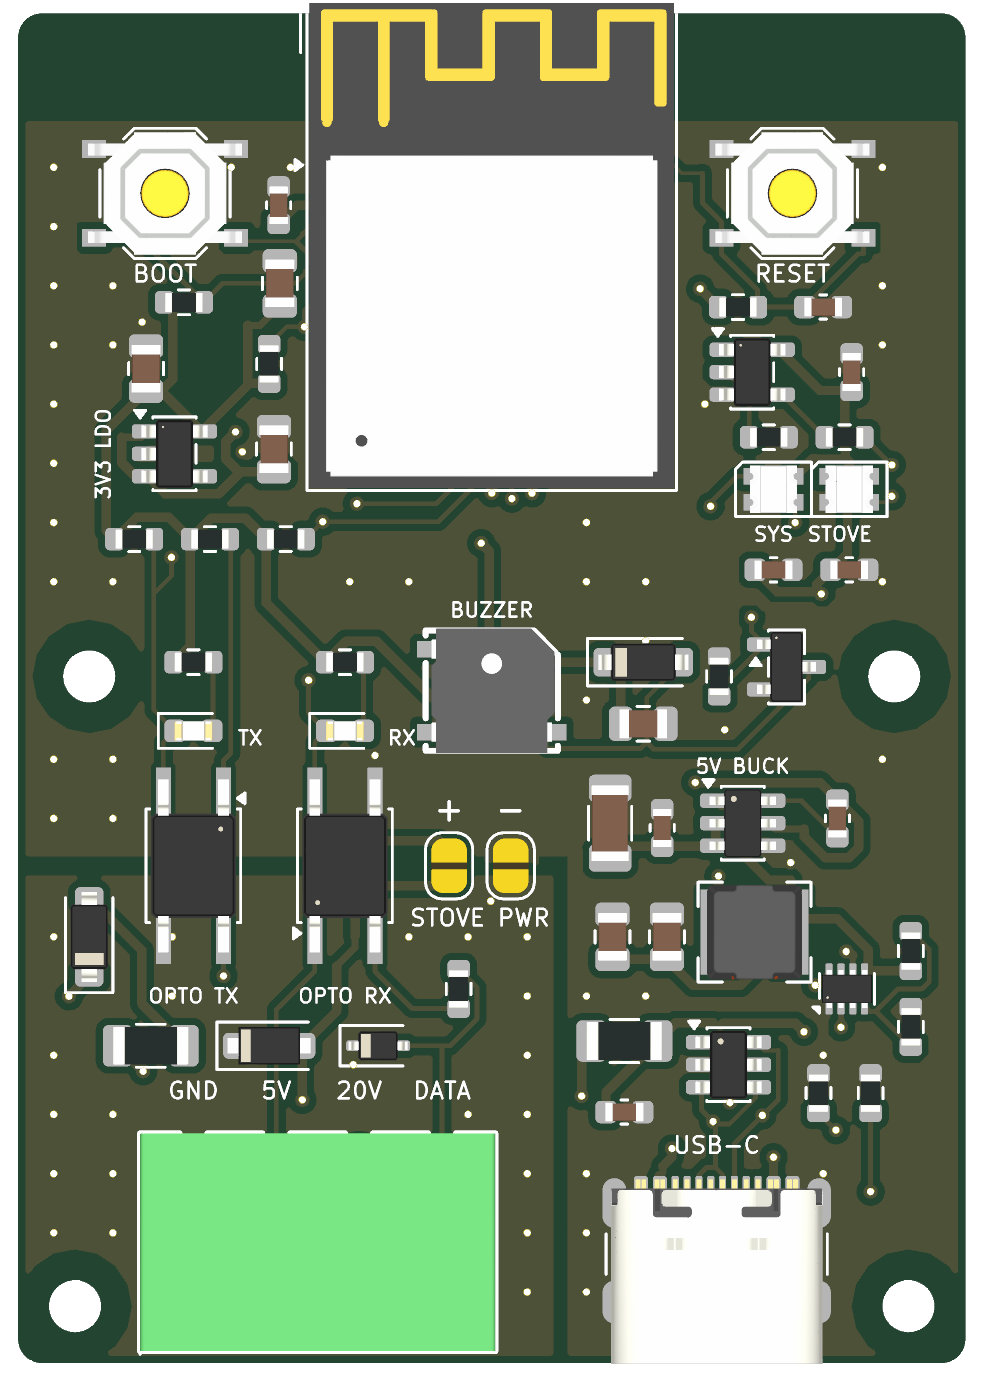 BOOT
RESET
3V3 LDO
SYS STOVE
BUZZER
TX
RX
5V BUCK
+ −
STOVE PWR
OPTO TX
OPTO RX
GND 5V 20V DATA
USB-C